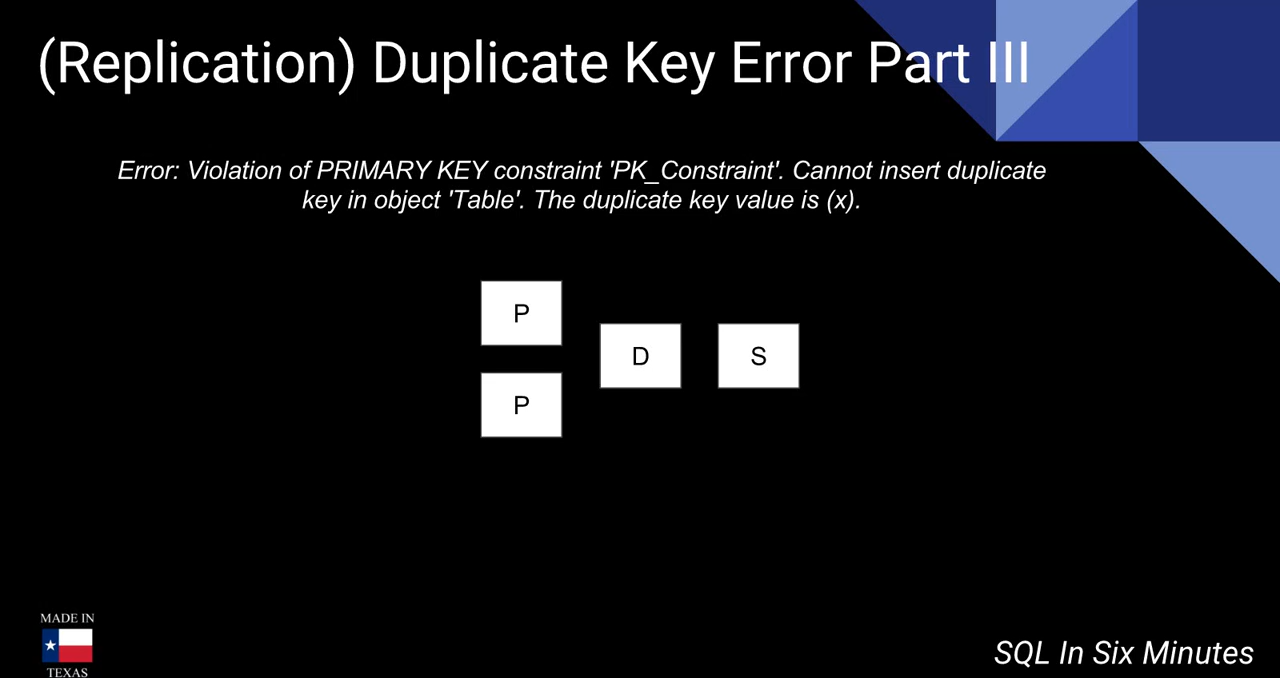 (Replication) Duplicate Key Error Part III
Error: Violation of PRIMARY KEY constraint 'PK_Constraint'. Cannot insert duplicate
key in object 'Table'. The duplicate key value is (x).
P
D
S
P
MADE IN
TEXAS
SQL In Six Minutes